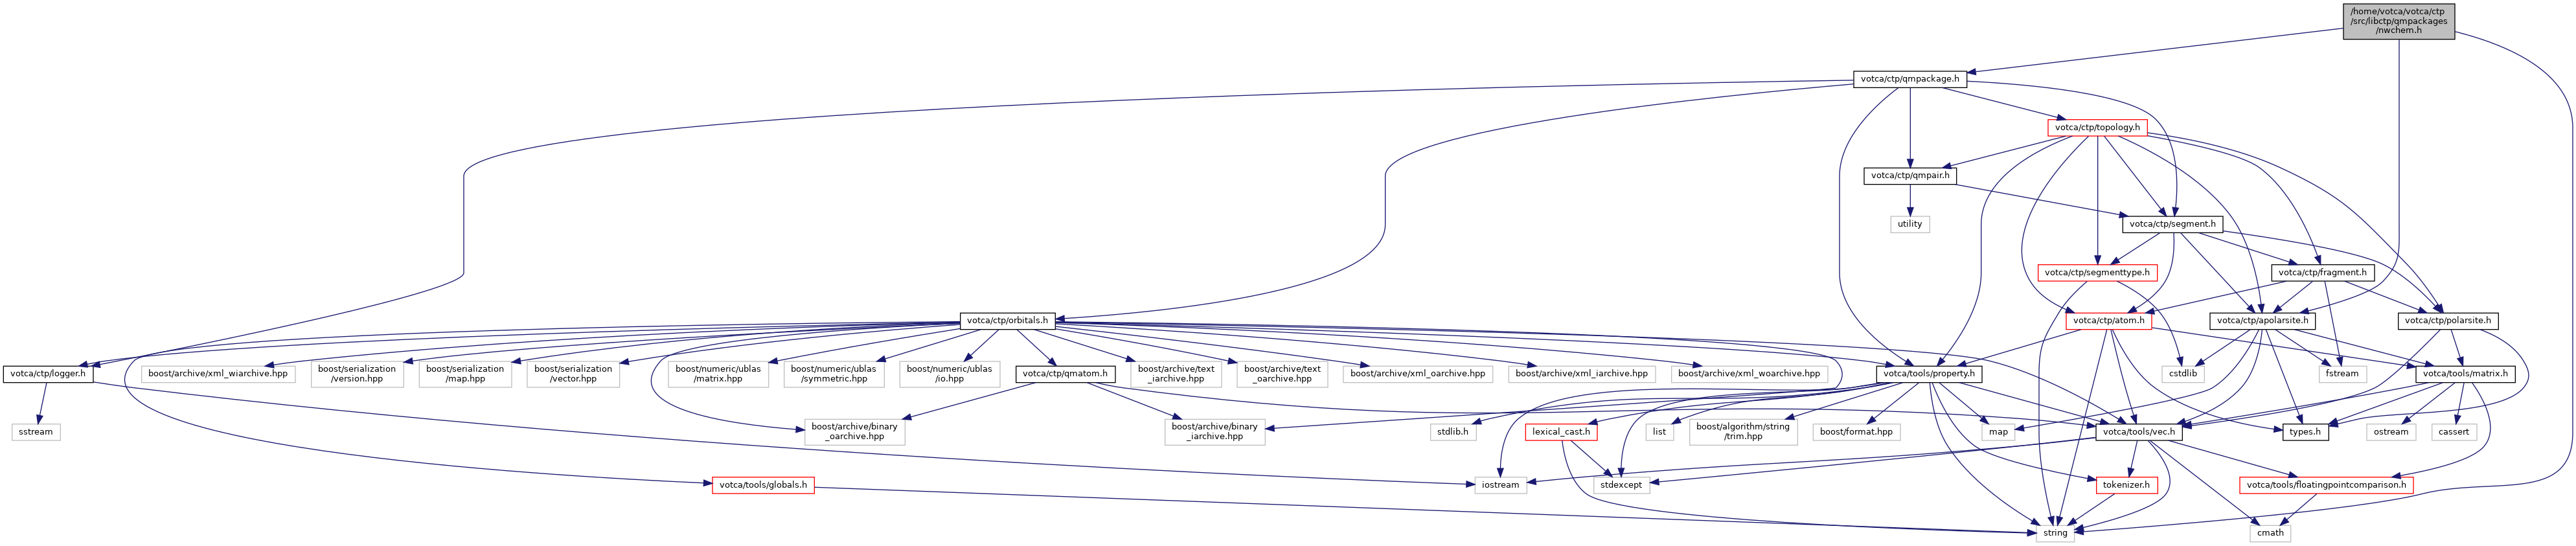 /home/votca/votca/ctp
/src/libctp/qmpackages
/nwchem.h
votca/ctp/qmpackage.h
votca/ctp/topology.h
votca/ctp/qmpair.h
utility
votca/ctp/segment.h
votca/ctp/segmenttype.h
votca/ctp/fragment.h
votca/ctp/orbitals.h
votca/ctp/atom.h
votca/ctp/apolarsite.h
votca/ctp/polarsite.h
votca/ctp/logger.h
boost/archive/xml_wiarchive.hpp
boost/serialization
/version.hpp
boost/serialization
/map.hpp
boost/serialization
/vector.hpp
boost/numeric/ublas
/matrix.hpp
boost/numeric/ublas
/symmetric.hpp
boost/numeric/ublas
/io.hpp
votca/ctp/qmatom.h
boost/archive/text
_iarchive.hpp
boost/archive/text
_oarchive.hpp
boost/archive/xml_oarchive.hpp
boost/archive/xml_iarchive.hpp
boost/archive/xml_woarchive.hpp
votca/tools/property.h
cstdlib
fstream
votca/tools/matrix.h
sstream
boost/archive/binary
_oarchive.hpp
boost/archive/binary
_iarchive.hpp
stdlib.h
lexical_cast.h
list
boost/algorithm/string
/trim.hpp
boost/format.hpp
map
votca/tools/vec.h
types.h
ostream
cassert
votca/tools/globals.h
iostream
stdexcept
tokenizer.h
votca/tools/floatingpointcomparison.h
string
cmath